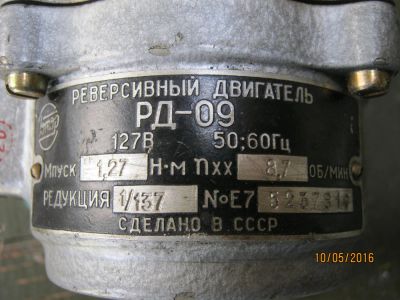 РЕВЕРСИВНЫЙ ДВИГАТЕЛЬ
РД-09
127В 50;60Гц
Мпуск 1,27 Н·м nхх 8,7 ОБ/МИН
РЕДУКЦИЯ 1/137 №Е7
СДЕЛАНО В СССР
10/05/2016